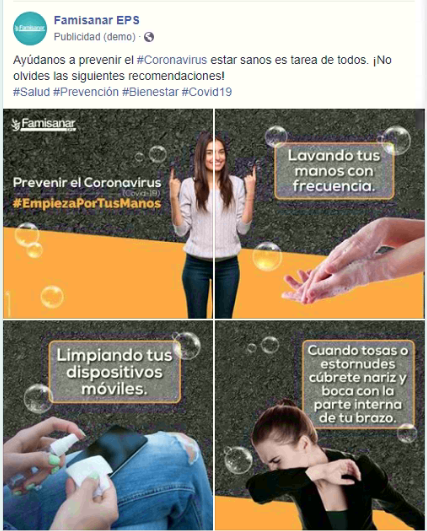 Famisanar EPS
Publicidad (demo) ·
Ayúdanos a prevenir el #Coronavirus estar sanos es tarea de todos. ¡No
olvides las siguientes recomendaciones!
#Salud #Prevención #Bienestar #Covid19
Famisanar
EPS
Prevenir el Coronavirus
(Covid-19)
#EmpiezaPorTusManos
Lavando tus
manos con
frecuencia.
Limpiando tus
dispositivos
móviles.
Cuando tosas o
estornudes
cúbrete nariz y
boca con la
parte interna
de tu brazo.